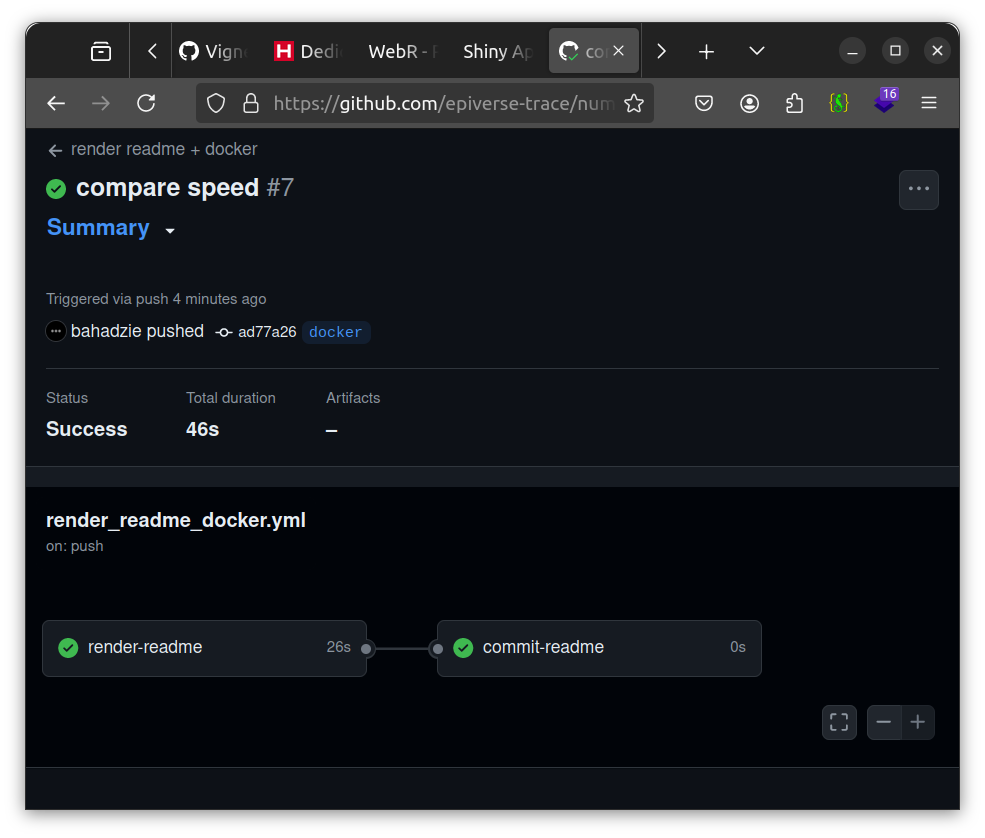 Vign
H Dedi
WebR -
Shiny Ap
co
https://github.com/epiverse-trace/num
16
render readme + docker
compare speed #7
Summary
Triggered via push 4 minutes ago
bahadzie pushed ad77a26 docker
Status Total duration Artifacts
Success 46s –
render_readme_docker.yml
on: push
render-readme 26s
commit-readme 0s